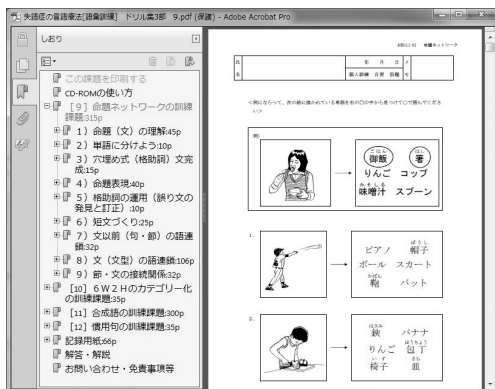 失語症の言語療法[語彙訓練] ドリル集3部 9.pdf (保護) - Adobe Acrobat Pro
しおり
この課題を印刷する
CD-ROMの使い方
[9] 命題ネットワークの訓練
課題:315p
1) 命題(文)の理解:45p
2) 単語に分けよう:10p
3) 穴埋め式(格助詞)文完
成:15p
4) 命題表現:40p
5) 格助詞の運用(誤り文の
発見と訂正):10p
6) 短文づくり:25p
7) 文以前(句・節)の語連
鎖:32p
8) 文(文型)の語連鎖:106p
9) 節・文の接続関係:32p
[10] 6W2Hのカテゴリー化
の訓練課題:35p
[11] 合成語の訓練課題:300p
[12] 慣用句の訓練課題:35p
記録用紙:66p
解答・解説
お問い合わせ・免責事項等
命題ネットワーク
氏
名
年 月 日
個人訓練 自習 宿題
メ
モ
<例にならって、次の絵に描かれている単語を右の□の中から見つけて○で囲んでくださ
い>
例)
ごはん はし
御飯 箸
りんご コップ
みそしる
味噌汁 スプーン
1.
ぼうし
ピアノ 帽子
ボール スカート
かばん
鞄 バット
2.
はさみ
鋏 バナナ
ほうちょう
りんご 包丁
いす さら
椅子 皿